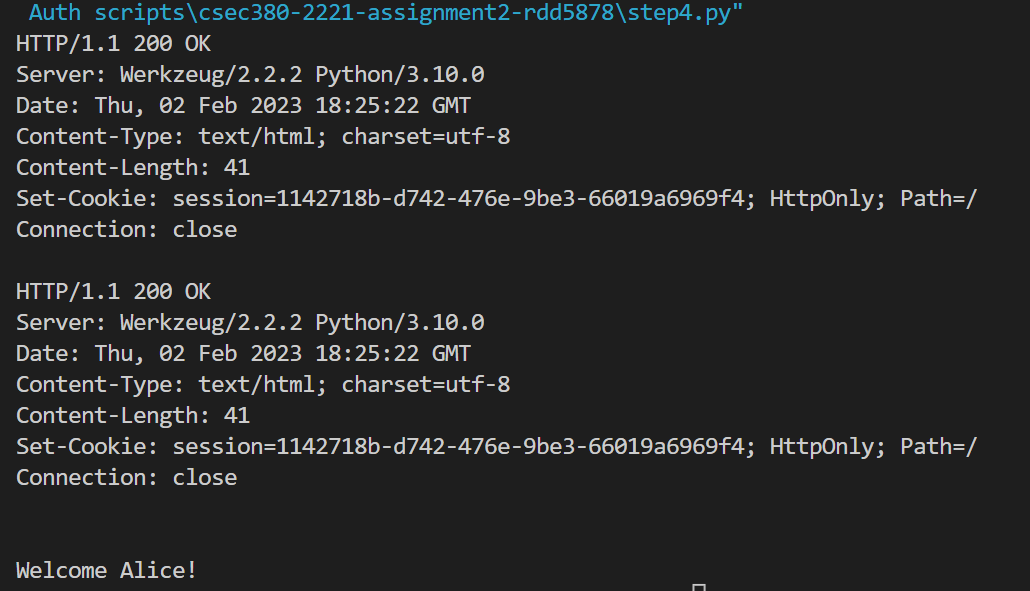 Auth scripts\csec380-2221-assignment2-rdd5878\step4.py"
HTTP/1.1 200 OK
Server: Werkzeug/2.2.2 Python/3.10.0
Date: Thu, 02 Feb 2023 18:25:22 GMT
Content-Type: text/html; charset=utf-8
Content-Length: 41
Set-Cookie: session=1142718b-d742-476e-9be3-66019a6969f4; HttpOnly; Path=/
Connection: close
HTTP/1.1 200 OK
Server: Werkzeug/2.2.2 Python/3.10.0
Date: Thu, 02 Feb 2023 18:25:22 GMT
Content-Type: text/html; charset=utf-8
Content-Length: 41
Set-Cookie: session=1142718b-d742-476e-9be3-66019a6969f4; HttpOnly; Path=/
Connection: close
Welcome Alice!